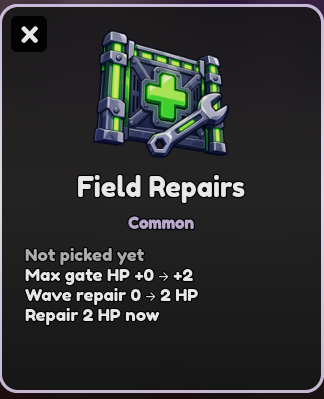 Field Repairs
Common
Not picked yet
Max gate HP +0 → +2
Wave repair 0 → 2 HP
Repair 2 HP now